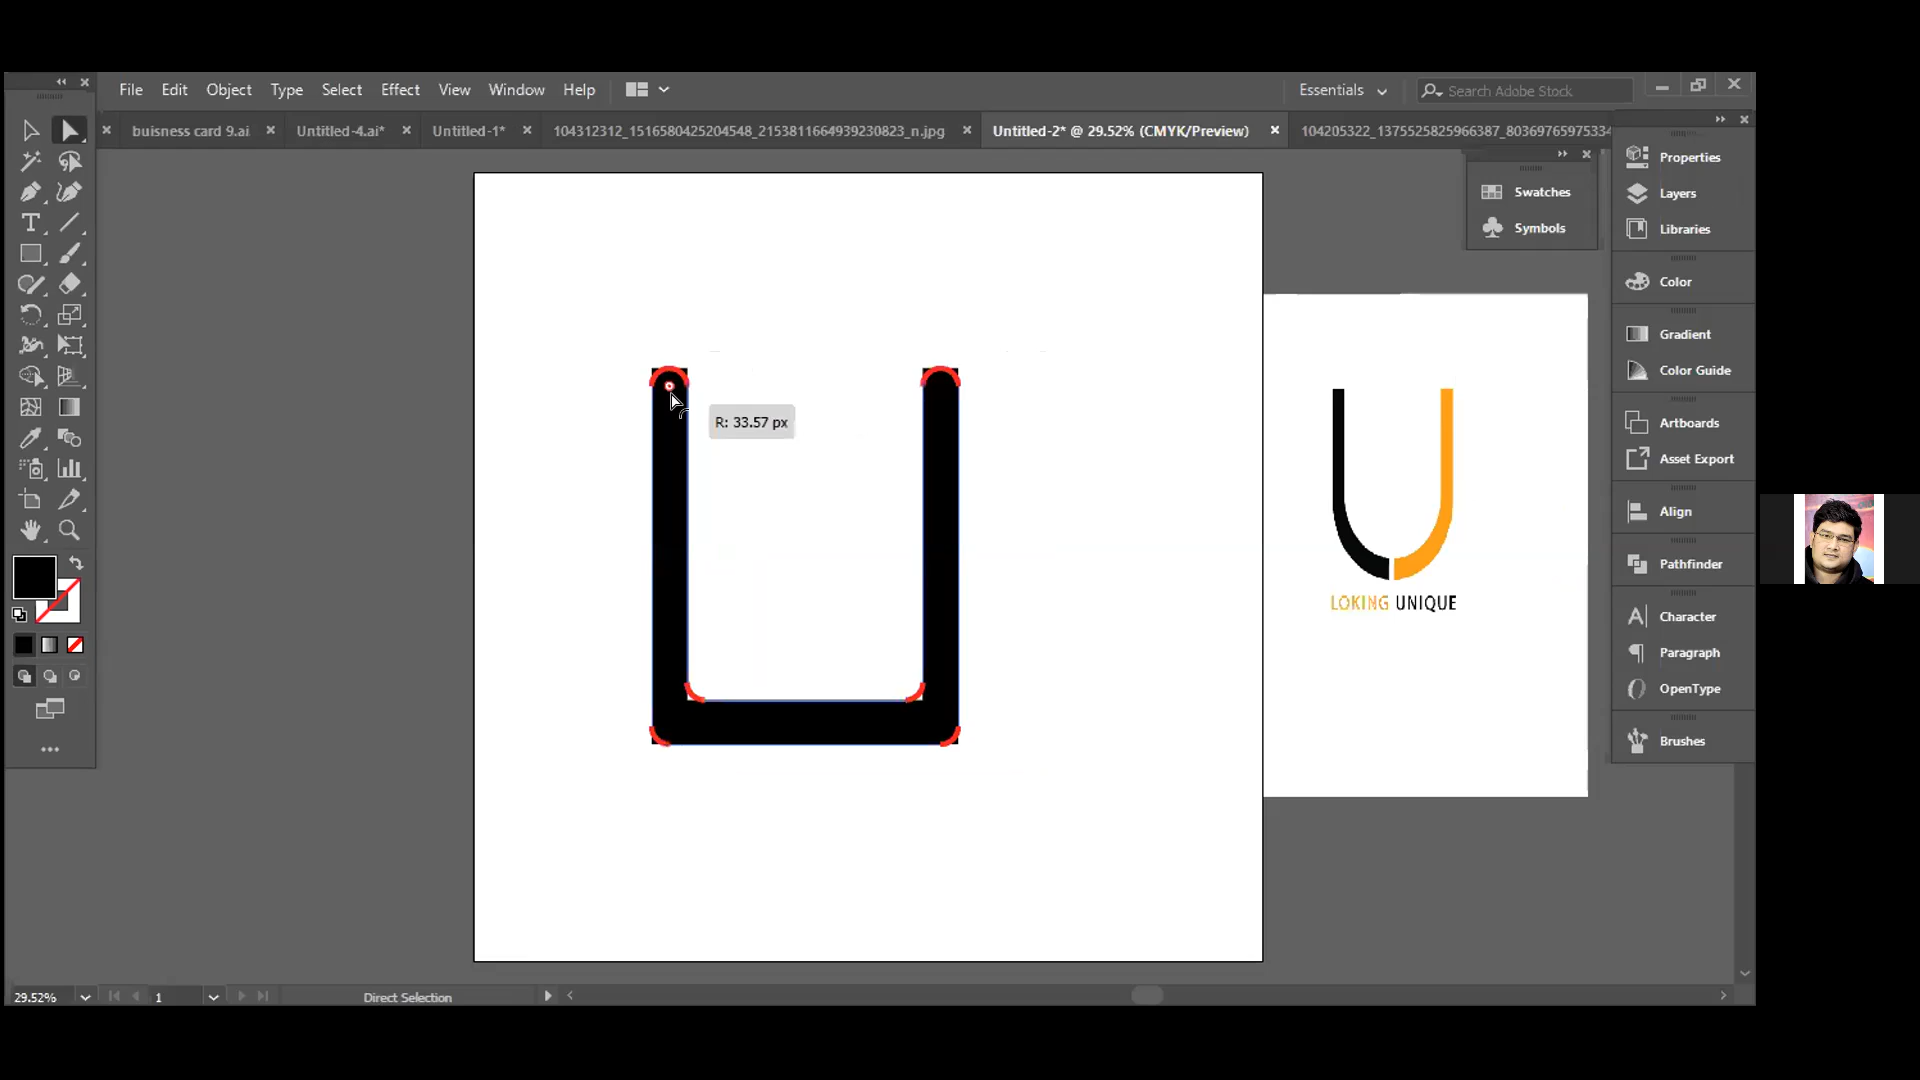 File Edit Object Type Select Effect View Window Help
Essentials
Search Adobe Stock
buisness card 9.ai
Untitled-4.ai*
Untitled-1*
104312312_1516580425204548_2153811664939230823_n.jpg
Untitled-2* @ 29.52% (CMYK/Preview)
104205322_1375525825966387_80369765975334
Swatches
Symbols
Properties
Layers
Libraries
Color
Gradient
Color Guide
Artboards
Asset Export
Align
Pathfinder
Character
Paragraph
OpenType
Brushes
R: 33.57 px
LOKING UNIQUE
29.52%
1
Direct Selection